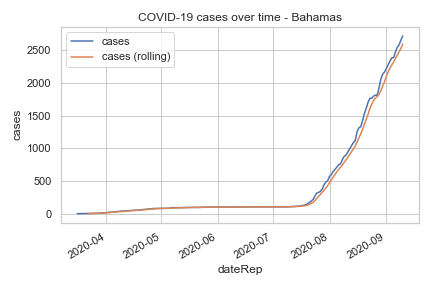 COVID-19 cases over time - Bahamas
cases
cases (rolling)
2500
2000
1500
1000
500
0
cases
2020-04
2020-05
2020-06
2020-07
2020-08
2020-09
dateRep